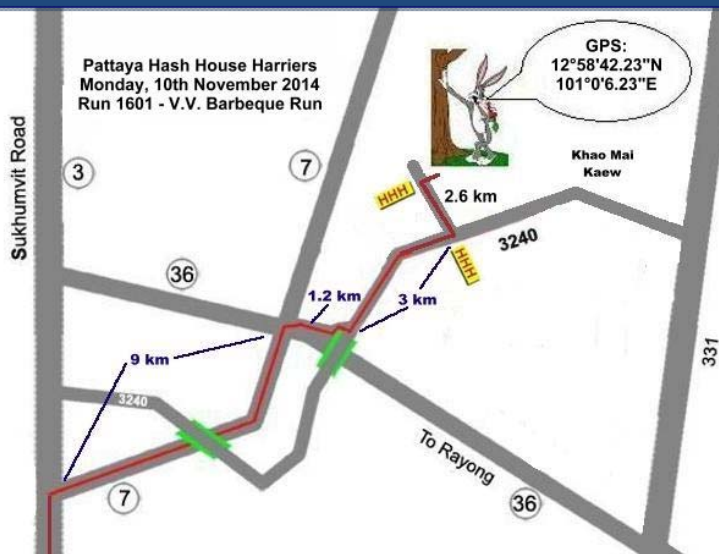 Pattaya Hash House Harriers
Monday, 10th November 2014
Run 1601 - V.V. Barbeque Run
GPS:
12°58'42.23"N
101°0'6.23"E
Sukhumvit Road
3
7
Khao Mai
Kaew
HHH
2.6 km
3240
HHH
36
1.2 km
3 km
331
9 km
3240
To Rayong
7
36